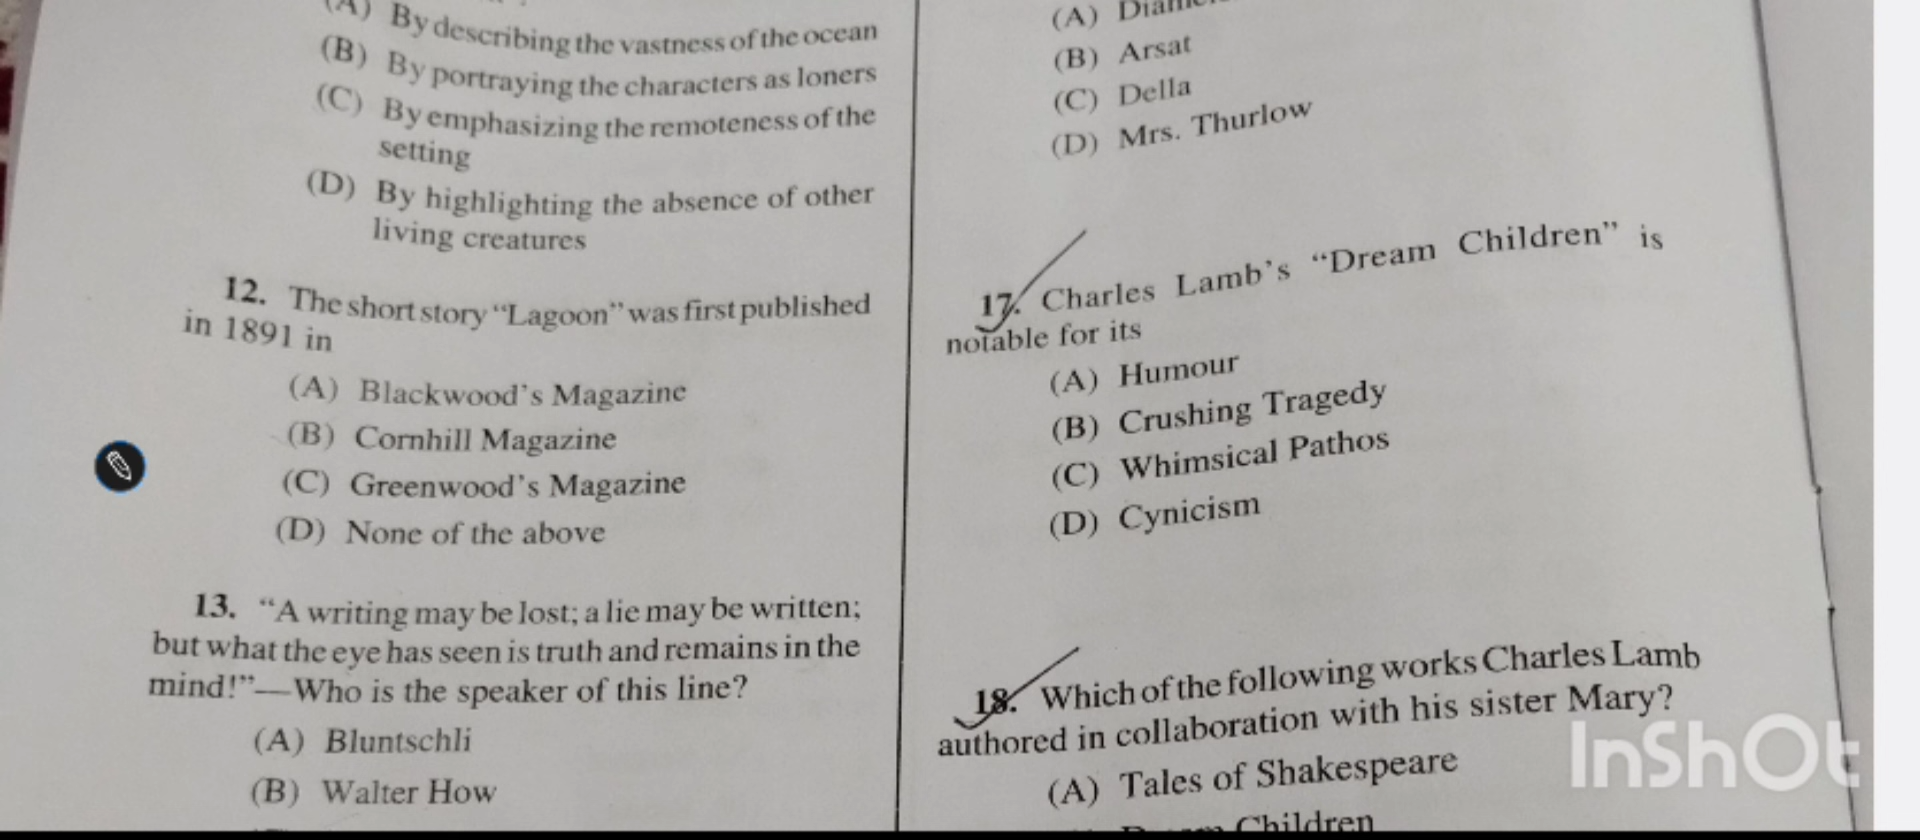 (A) By describing the vastness of the ocean
(B) By portraying the characters as loners
(C) By emphasizing the remoteness of the
setting
(D) By highlighting the absence of other
living creatures
12. The short story “Lagoon” was first published
in 1891 in
(A) Blackwood’s Magazine
(B) Cornhill Magazine
(C) Greenwood’s Magazine
(D) None of the above
13. “A writing may be lost; a lie may be written;
but what the eye has seen is truth and remains in the
mind!”—Who is the speaker of this line?
(A) Bluntschli
(B) Walter How
(A)
(B) Arsat
(C) Della
(D) Mrs. Thurlow
17. Charles Lamb’s “Dream Children” is
notable for its
(A) Humour
(B) Crushing Tragedy
(C) Whimsical Pathos
(D) Cynicism
18. Which of the following works Charles Lamb
authored in collaboration with his sister Mary?
(A) Tales of Shakespeare
Children
InShOt